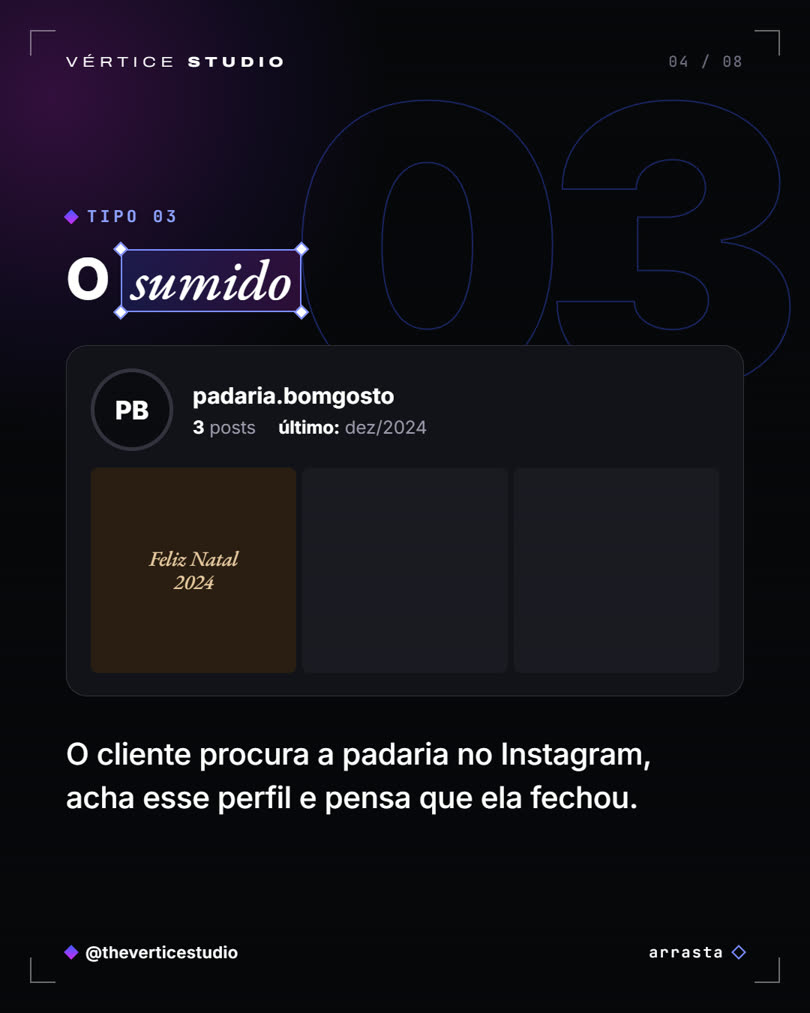 VÉRTICE STUDIO
04 / 08
03
TIPO 03
O sumido
PB
padaria.bomgosto
3 posts último: dez/2024
Feliz Natal
2024
O cliente procura a padaria no Instagram,
acha esse perfil e pensa que ela fechou.
@theverticestudio
arrasta